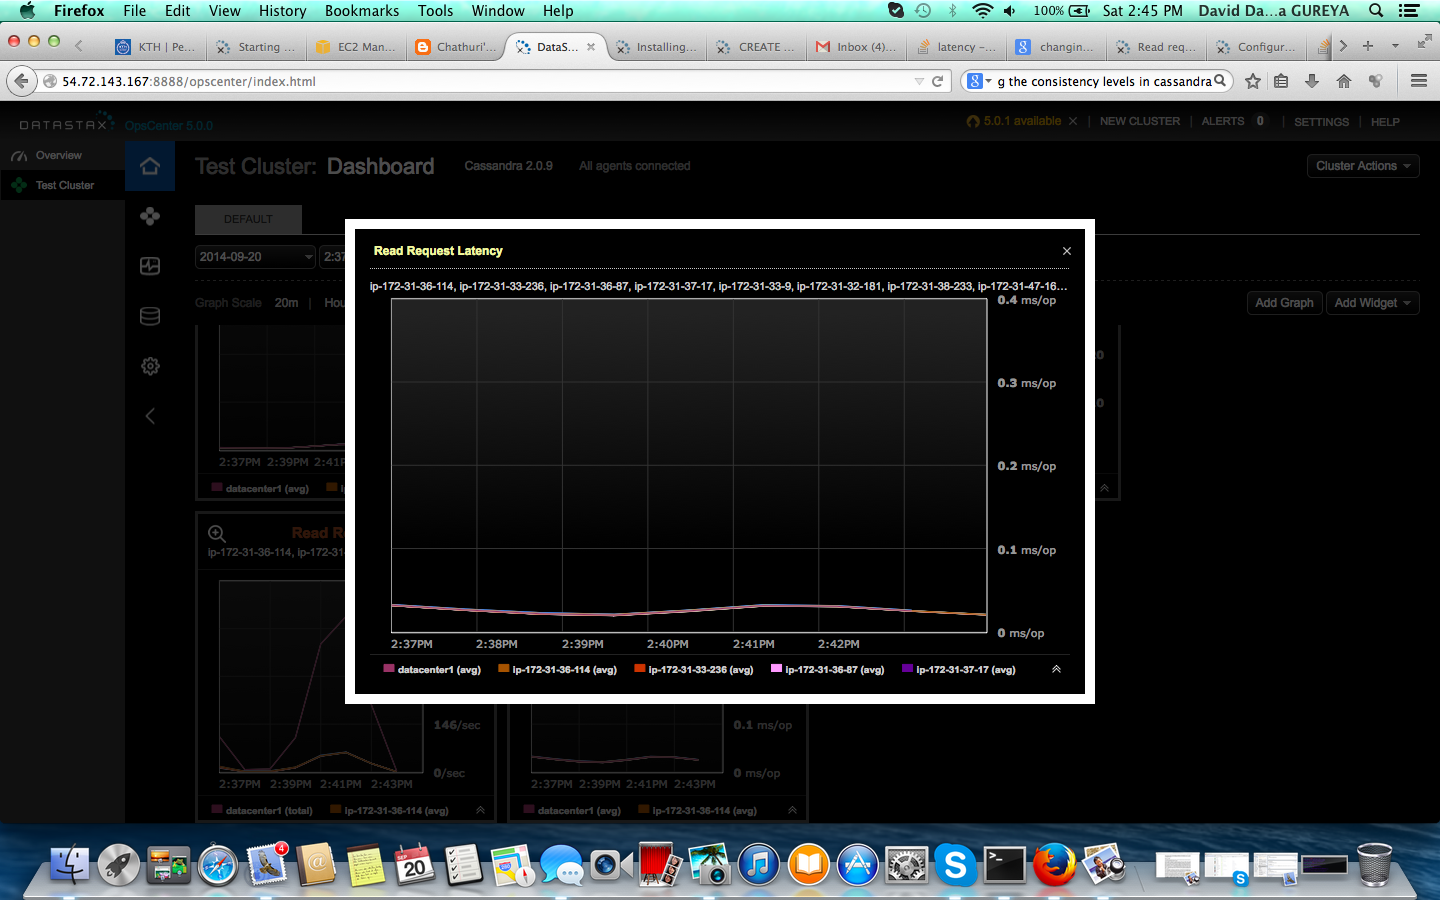 Firefox File Edit View History Bookmarks Tools Window Help 100% Sat 2:45 PM David Da...a GUREYA
KTH | Pe... Starting ... EC2 Man... Chathuri'... DataS... Installing... CREATE ... Inbox (4)... latency –... changin... Read req... Configur...
54.72.143.167:8888/opscenter/index.html g the consistency levels in cassandra
DATASTAX OpsCenter 5.0.0 5.0.1 available NEW CLUSTER ALERTS 0 SETTINGS HELP
Overview
Test Cluster
Test Cluster: Dashboard Cassandra 2.0.9 All agents connected Cluster Actions
DEFAULT
2014-09-20 2:37
Graph Scale 20m Hou
Add Graph Add Widget
Read Request Latency
ip-172-31-36-114, ip-172-31-33-236, ip-172-31-36-87, ip-172-31-37-17, ip-172-31-33-9, ip-172-31-32-181, ip-172-31-38-233, ip-172-31-47-16...
0.4 ms/op
0.3 ms/op
0.2 ms/op
0.1 ms/op
0 ms/op
2:37PM 2:38PM 2:39PM 2:40PM 2:41PM 2:42PM
datacenter1 (avg) ip-172-31-36-114 (avg) ip-172-31-33-236 (avg) ip-172-31-36-87 (avg) ip-172-31-37-17 (avg)
2:37PM 2:39PM 2:41P
datacenter1 (avg)
Read R
ip-172-31-36-114, ip-172-31
146/sec
0/sec
2:37PM 2:39PM 2:41PM 2:43PM
datacenter1 (total) ip-172-31-36-114 (avg)
0.1 ms/op
0 ms/op
2:37PM 2:39PM 2:41PM 2:43PM
datacenter1 (avg) ip-172-31-36-114 (avg)
4
SEP
20